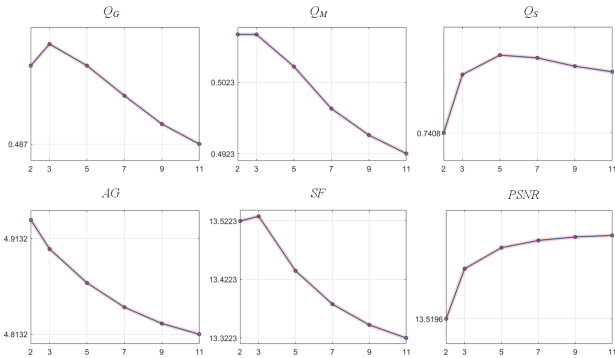 Q_G
0.487
2 3 5 7 9 11
Q_M
0.5023
0.4923
2 3 5 7 9 11
Q_S
0.7408
2 3 5 7 9 11
AG
4.9132
4.8132
2 3 5 7 9 11
SF
13.5223
13.4223
13.3223
2 3 5 7 9 11
PSNR
13.5196
2 3 5 7 9 11